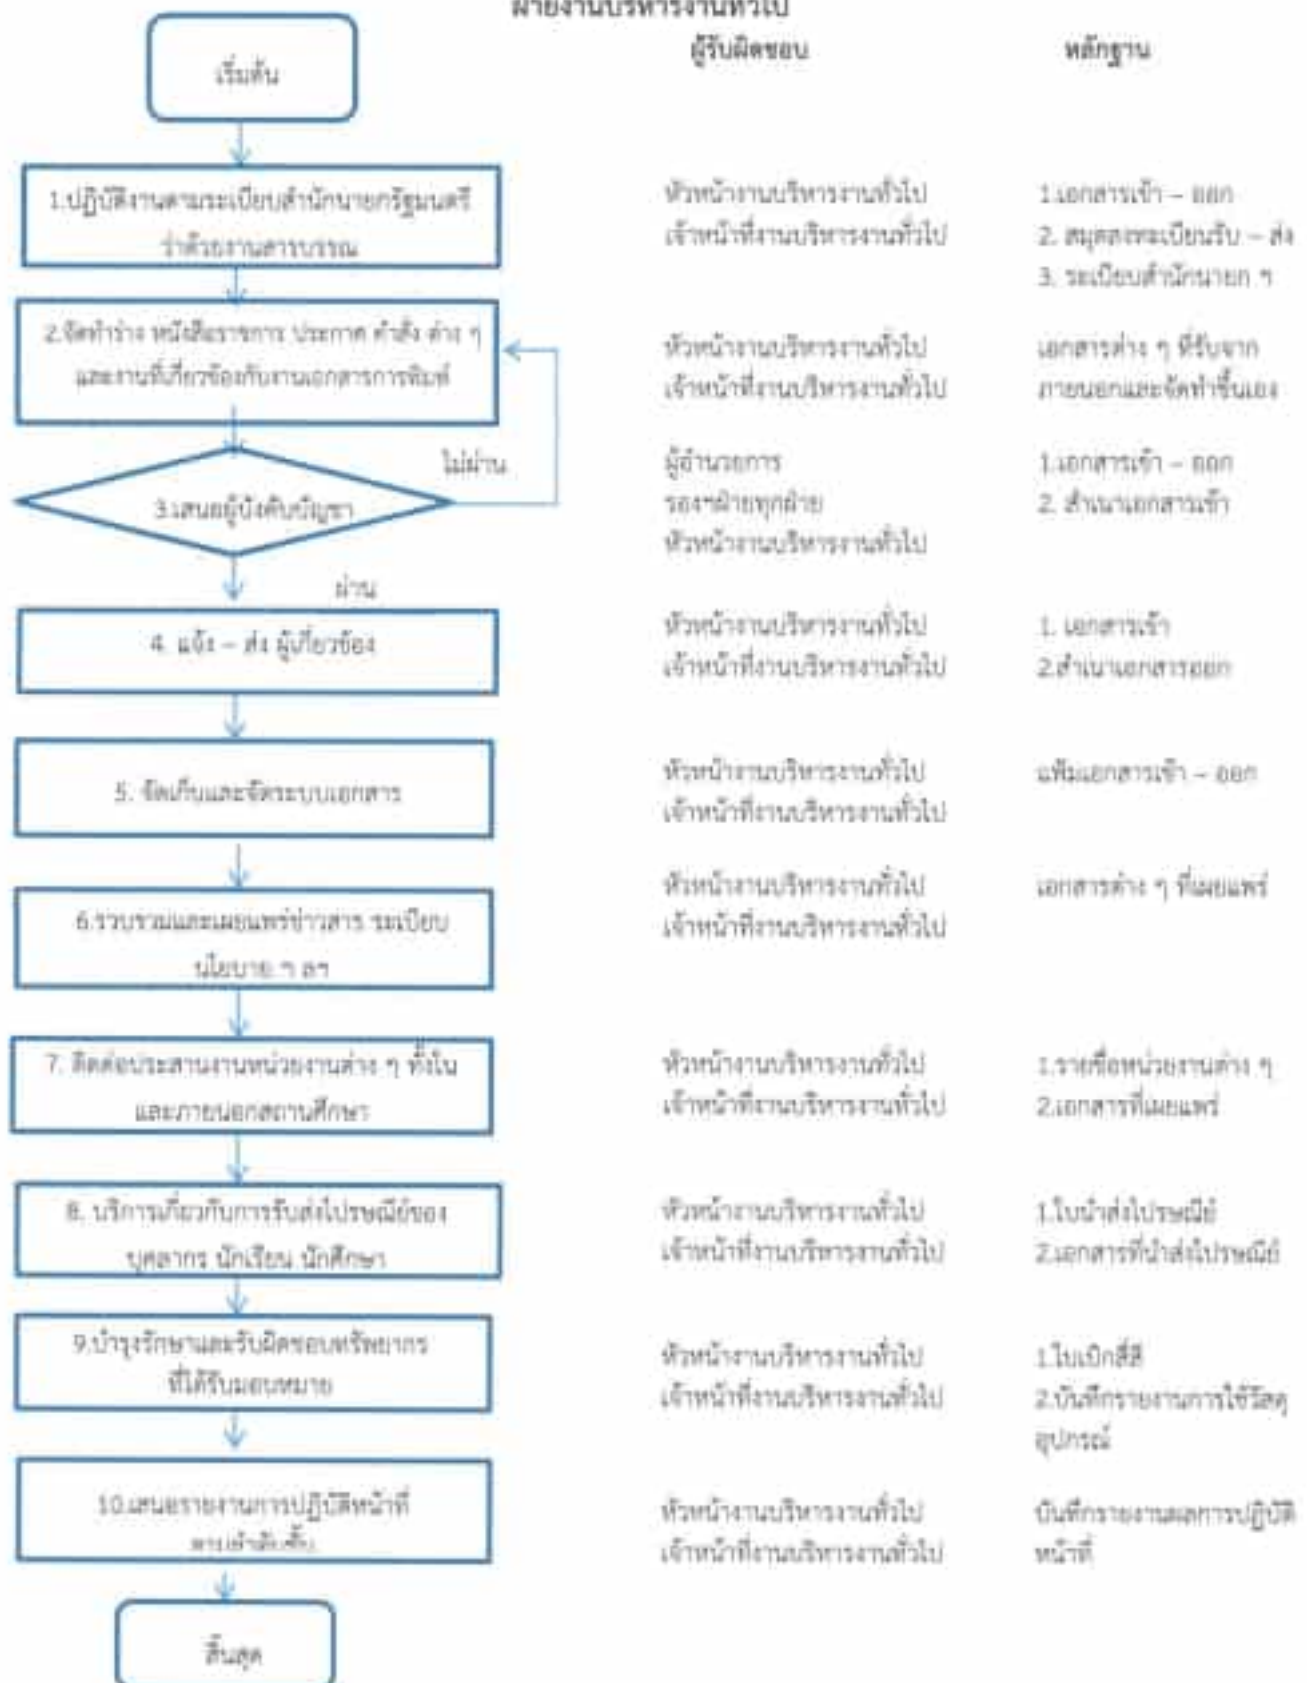 ฝ่ายงานบริหารงานทั่วไป
ผู้รับผิดชอบ
หลักฐาน
เริ่มต้น
1.ปฏิบัติงานตามระเบียบสำนักนายกรัฐมนตรี
ว่าด้วยงานสารบรรณ
หัวหน้างานบริหารงานทั่วไป
เจ้าหน้าที่งานบริหารงานทั่วไป
1.เอกสารเข้า – ออก
2. สมุดลงทะเบียนรับ – ส่ง
3. ระเบียบสำนักนายก ฯ
2.จัดทำร่าง หนังสือราชการ ประกาศ คำสั่ง ต่าง ๆ
และงานที่เกี่ยวข้องกับงานเอกสารการพิมพ์
หัวหน้างานบริหารงานทั่วไป
เจ้าหน้าที่งานบริหารงานทั่วไป
เอกสารต่าง ๆ ที่รับจาก
ภายนอกและจัดทำขึ้นเอง
ไม่ผ่าน
3.เสนอผู้บังคับบัญชา
ผู้อำนวยการ
รองฯฝ่ายทุกฝ่าย
หัวหน้างานบริหารงานทั่วไป
1.เอกสารเข้า – ออก
2. สำเนาเอกสารเข้า
ผ่าน
4. แจ้ง – ส่ง ผู้เกี่ยวข้อง
หัวหน้างานบริหารงานทั่วไป
เจ้าหน้าที่งานบริหารงานทั่วไป
1. เอกสารเข้า
2.สำเนาเอกสารออก
5. จัดเก็บและจัดระบบเอกสาร
หัวหน้างานบริหารงานทั่วไป
เจ้าหน้าที่งานบริหารงานทั่วไป
แฟ้มเอกสารเข้า – ออก
6.รวบรวมและเผยแพร่ข่าวสาร ระเบียบ
นโยบาย ฯ ลฯ
หัวหน้างานบริหารงานทั่วไป
เจ้าหน้าที่งานบริหารงานทั่วไป
เอกสารต่าง ๆ ที่เผยแพร่
7. ติดต่อประสานงานหน่วยงานต่าง ๆ ทั้งใน
และภายนอกสถานศึกษา
หัวหน้างานบริหารงานทั่วไป
เจ้าหน้าที่งานบริหารงานทั่วไป
1.รายชื่อหน่วยงานต่าง ๆ
2.เอกสารที่เผยแพร่
8. บริการเกี่ยวกับการรับส่งไปรษณีย์ของ
บุคลากร นักเรียน นักศึกษา
หัวหน้างานบริหารงานทั่วไป
เจ้าหน้าที่งานบริหารงานทั่วไป
1.ใบนำส่งไปรษณีย์
2.เอกสารที่นำส่งไปรษณีย์
9.บำรุงรักษาและรับผิดชอบทรัพยากร
ที่ได้รับมอบหมาย
หัวหน้างานบริหารงานทั่วไป
เจ้าหน้าที่งานบริหารงานทั่วไป
2.บันทึกรายงานการใช้วัสดุ
อุปกรณ์
10.เสนอรายงานการปฏิบัติหน้าที่
ตามลำดับชั้น
หัวหน้างานบริหารงานทั่วไป
เจ้าหน้าที่งานบริหารงานทั่วไป
บันทึกรายงานผลการปฏิบัติ
หน้าที่
สิ้นสุด